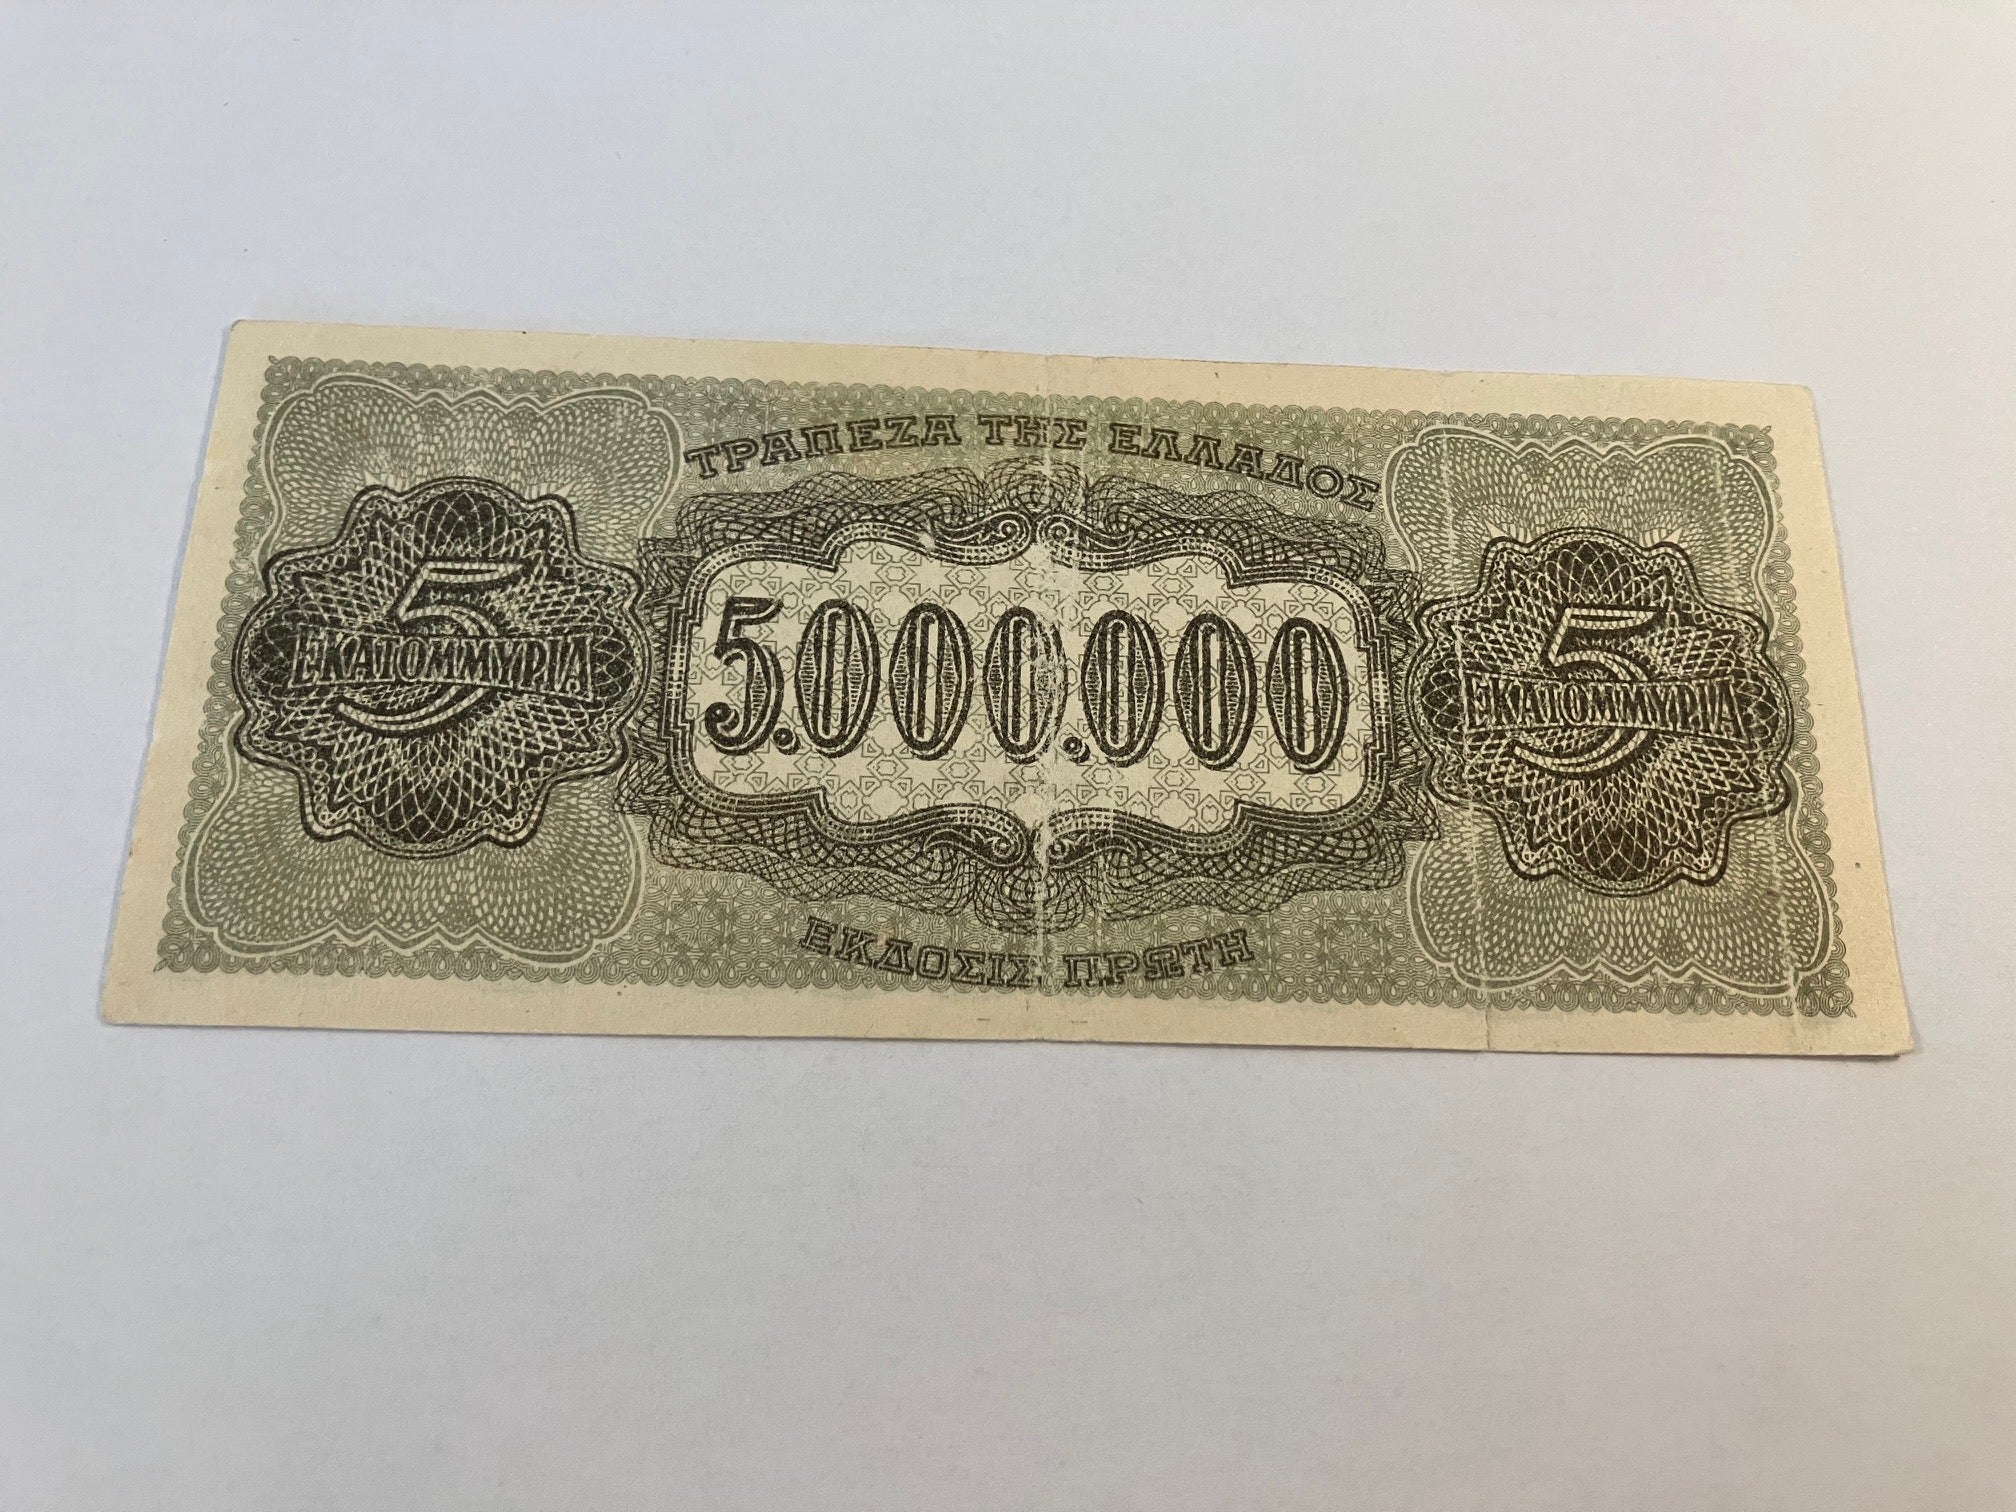 ΤΡΑΠΕΖΑ ΤΗΣ ΕΛΛΑΔΟΣ
5
ΕΚΑΤΟΜΜΥΡΙΑ
5.000.000
5
ΕΚΑΤΟΜΜΥΡΙΑ
ΕΚΔΟΣΙΣ ΠΡΩΤΗ